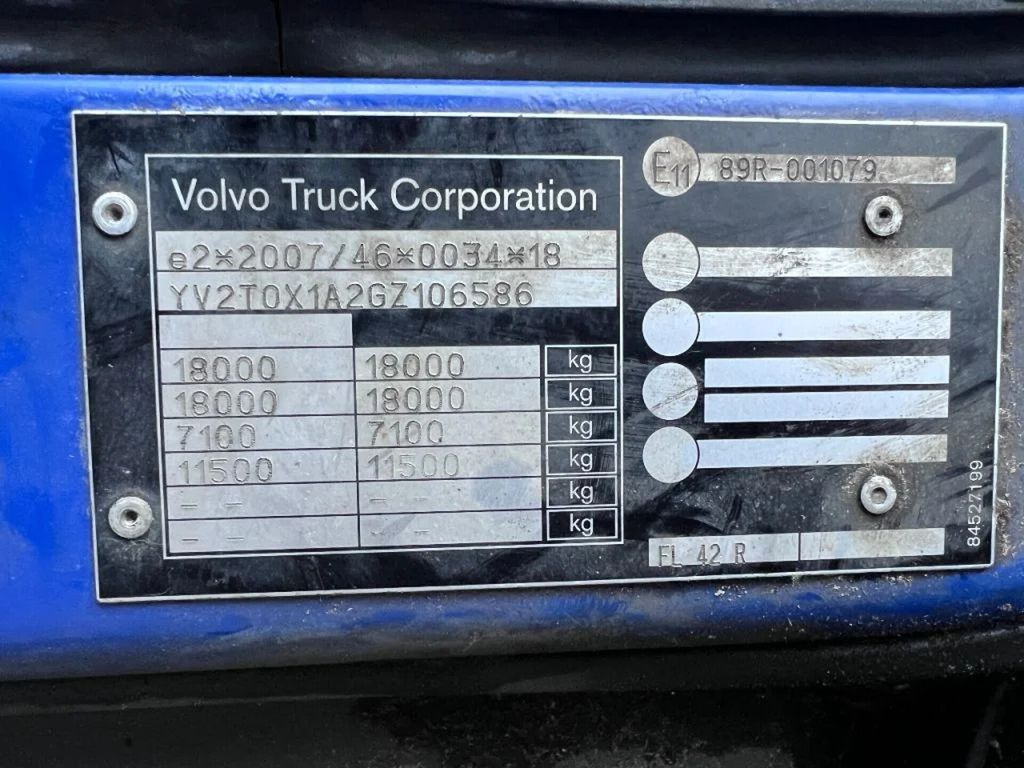 Volvo Truck Corporation
e2*2007/46*0034*18
YV2T0X1A2GZ106586
18000 18000 kg
18000 18000 kg
7100 7100 kg
11500 11500 kg
– – – – kg
– – – – kg
E11 89R-001079
FL 42 R
84527199